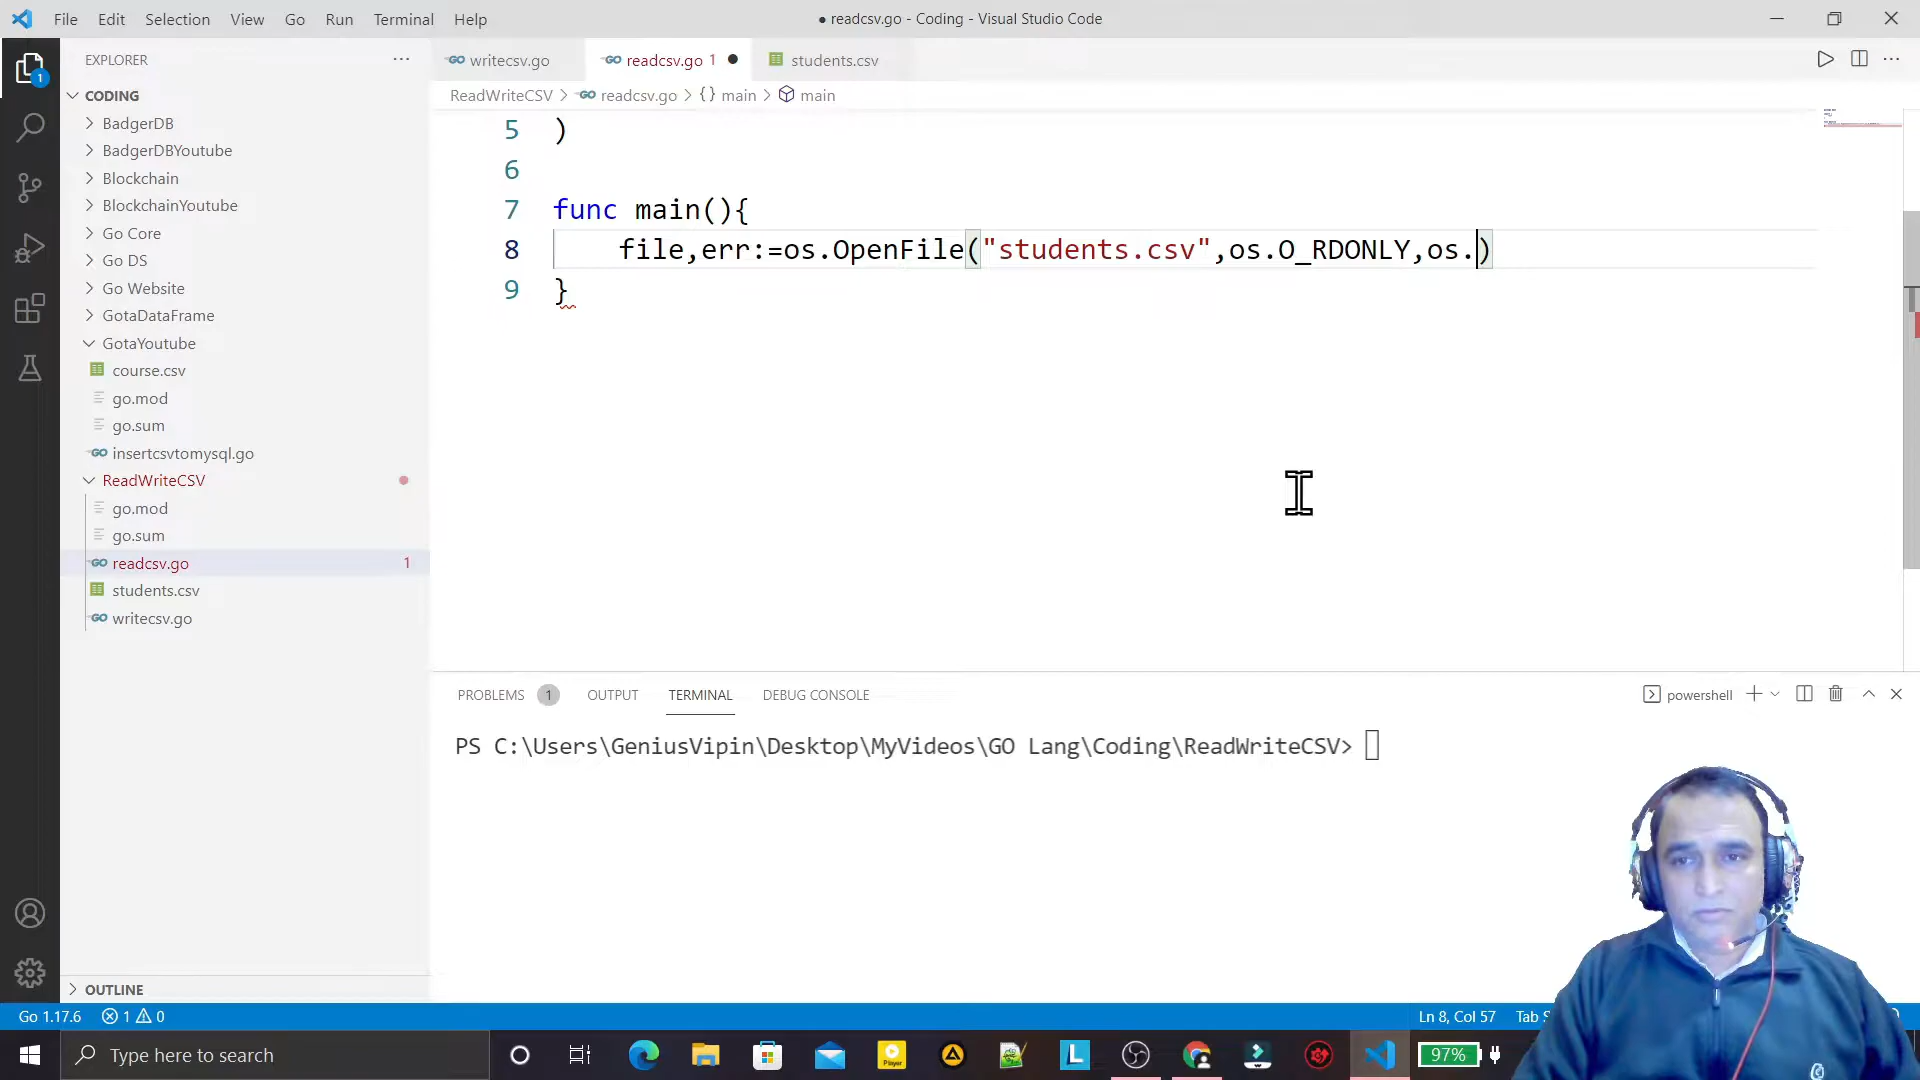 File Edit Selection View Go Run Terminal Help
● readcsv.go - Coding - Visual Studio Code
EXPLORER
writecsv.go
readcsv.go 1
students.csv
CODING
ReadWriteCSV > readcsv.go > {} main > main
BadgerDB
BadgerDBYoutube
Blockchain
BlockchainYoutube
Go Core
Go DS
Go Website
GotaDataFrame
GotaYoutube
course.csv
go.mod
go.sum
insertcsvtomysql.go
ReadWriteCSV
go.mod
go.sum
readcsv.go 1
students.csv
writecsv.go
OUTLINE
5 )
6
7 func main(){
8 file,err:=os.OpenFile("students.csv",os.O_RDONLY,os.)
9 }
PROBLEMS 1 OUTPUT TERMINAL DEBUG CONSOLE
powershell
PS C:\Users\GeniusVipin\Desktop\MyVideos\GO Lang\Coding\ReadWriteCSV>
Go 1.17.6
1 0
Ln 8, Col 57
Tab S
Type here to search
97%